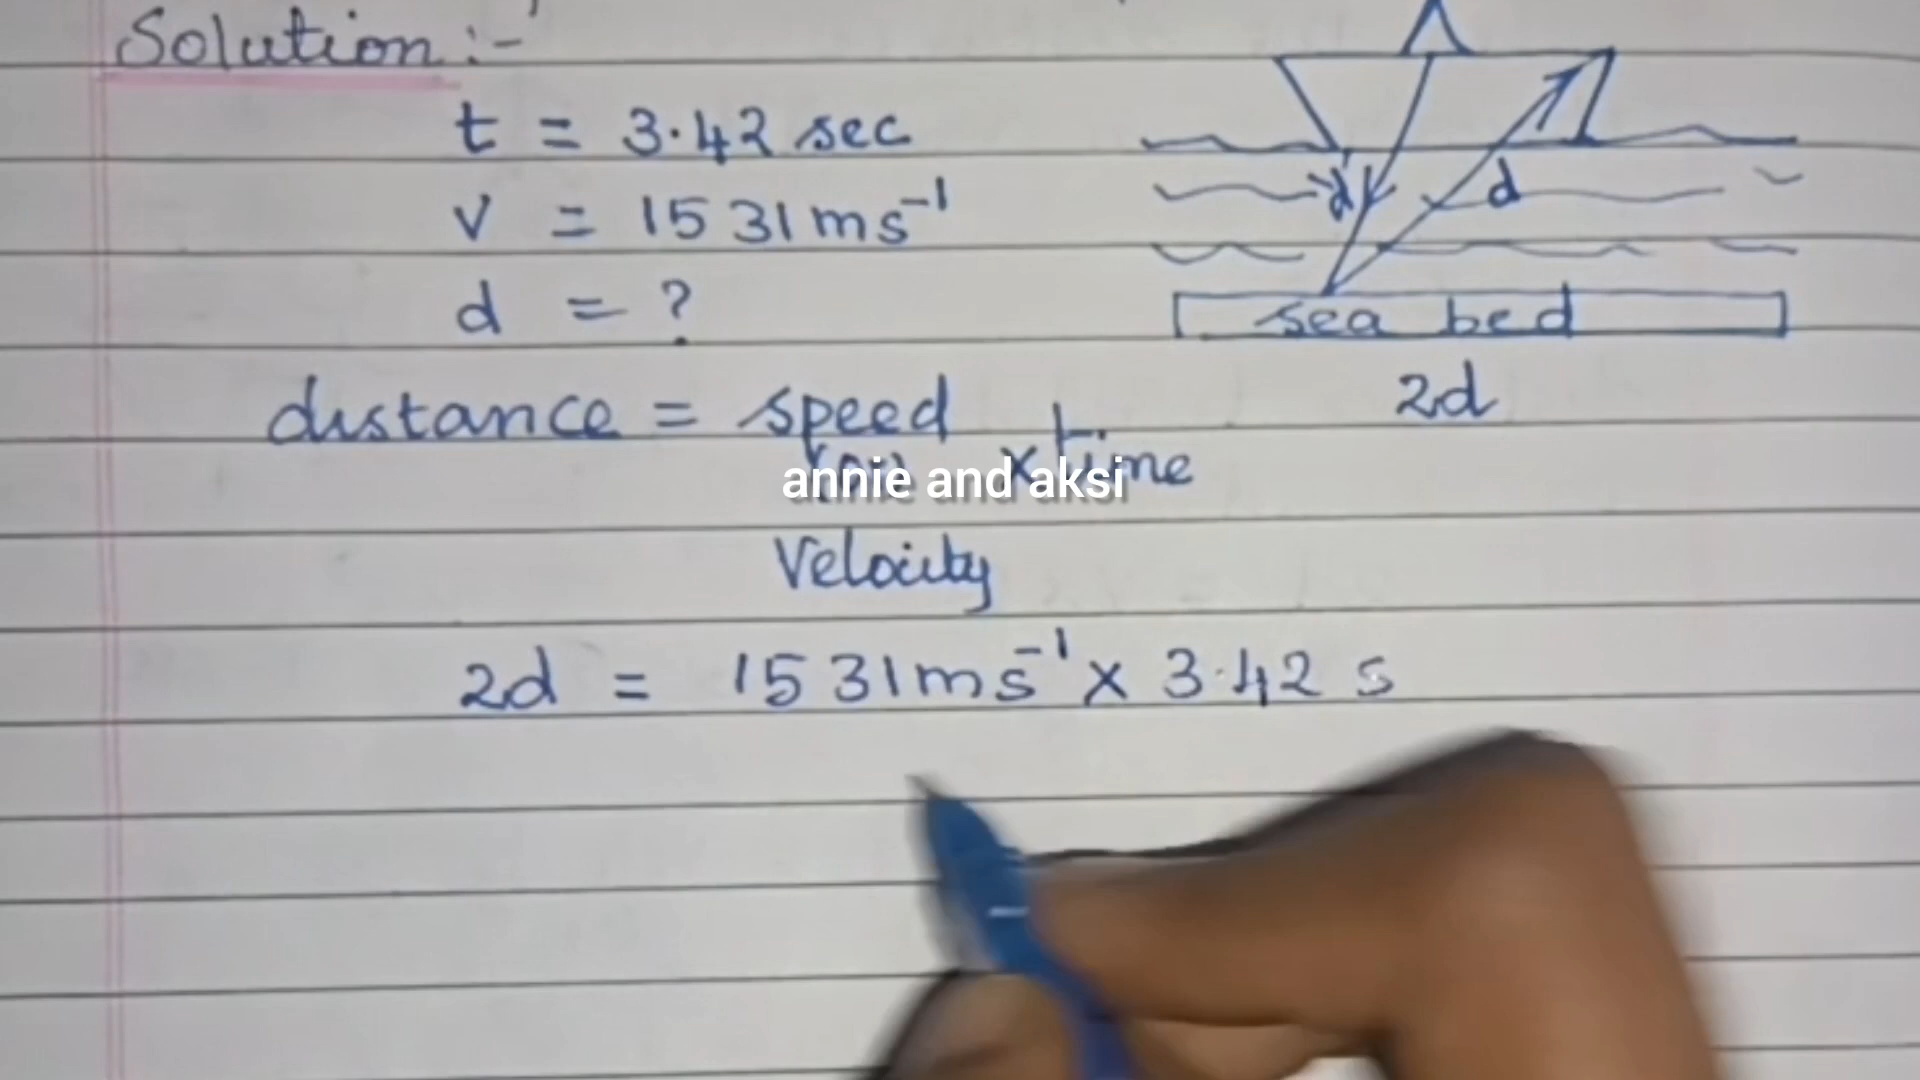 Solution :-
t = 3.42 sec
v = 1531 ms⁻¹
d = ?
d d
sea bed
2d
distance = speed
x time
annie and aksi
Velocity
2d = 1531 ms⁻¹ x 3.42 s